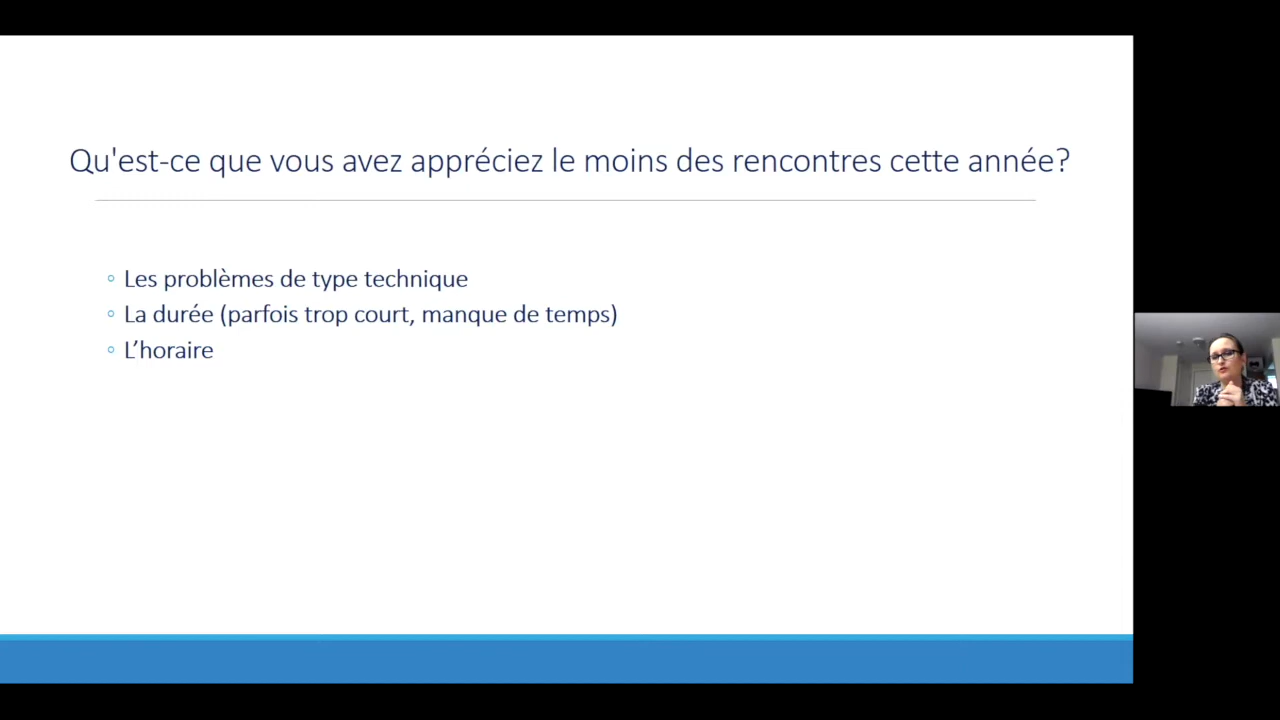 Qu'est-ce que vous avez appréciez le moins des rencontres cette année?
◦ Les problèmes de type technique
◦ La durée (parfois trop court, manque de temps)
◦ L’horaire